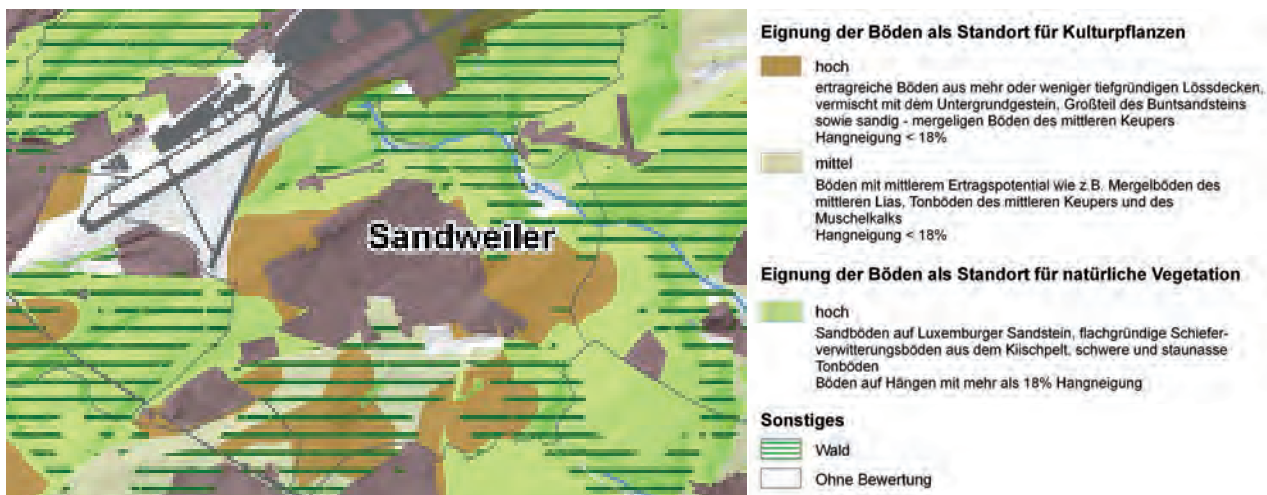 Sandweiler
Eignung der Böden als Standort für Kulturpflanzen
hoch
ertragreiche Böden aus mehr oder weniger tiefgründigen Lössdecken,
vermischt mit dem Untergrundgestein, Großteil des Buntsandsteins
sowie sandig - mergeligen Böden des mittleren Keupers
Hangneigung < 18%
mittel
Böden mit mittlerem Ertragspotential wie z.B. Mergelböden des
mittleren Lias, Tonböden des mittleren Keupers und des
Muschelkalks
Hangneigung < 18%
Eignung der Böden als Standort für natürliche Vegetation
hoch
Sandböden auf Luxemburger Sandstein, flachgründige Schiefer-
verwitterungsböden aus dem Kiischpelt, schwere und staunasse
Tonböden
Böden auf Hängen mit mehr als 18% Hangneigung
Sonstiges
Wald
Ohne Bewertung